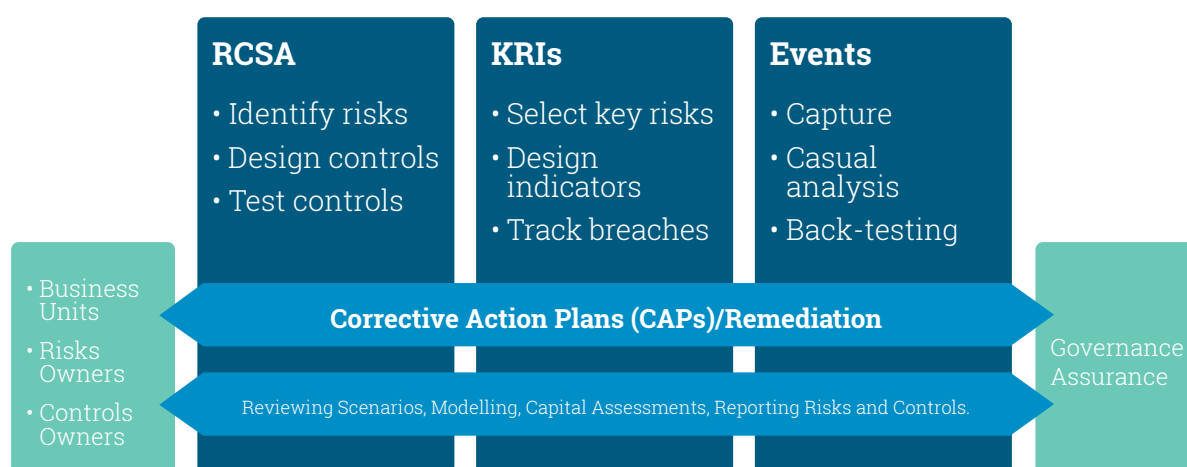 RCSA
• Identify risks
• Design controls
• Test controls
KRIs
• Select key risks
• Design
indicators
• Track breaches
Events
• Capture
• Casual
analysis
• Back-testing
• Business
Units
• Risks
Owners
• Controls
Owners
Corrective Action Plans (CAPs)/Remediation
Reviewing Scenarios, Modelling, Capital Assessments, Reporting Risks and Controls.
Governance
Assurance